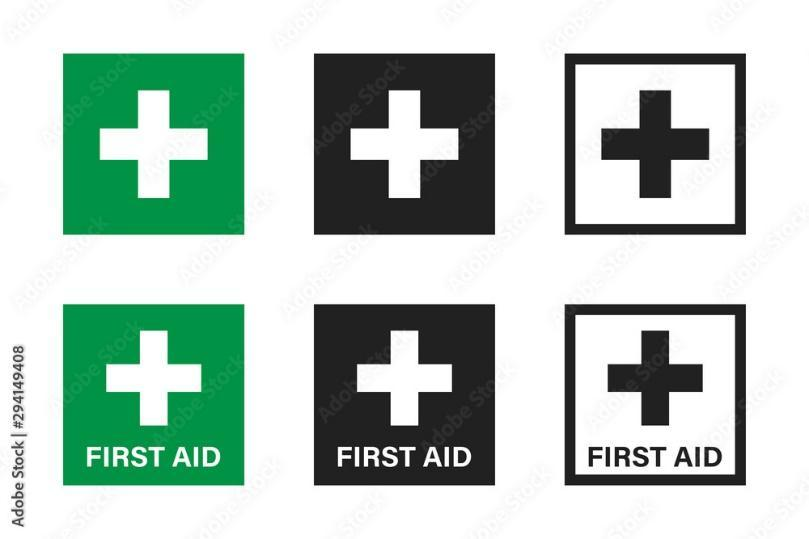 FIRST AID
FIRST AID
FIRST AID
Adobe Stock | #294149408